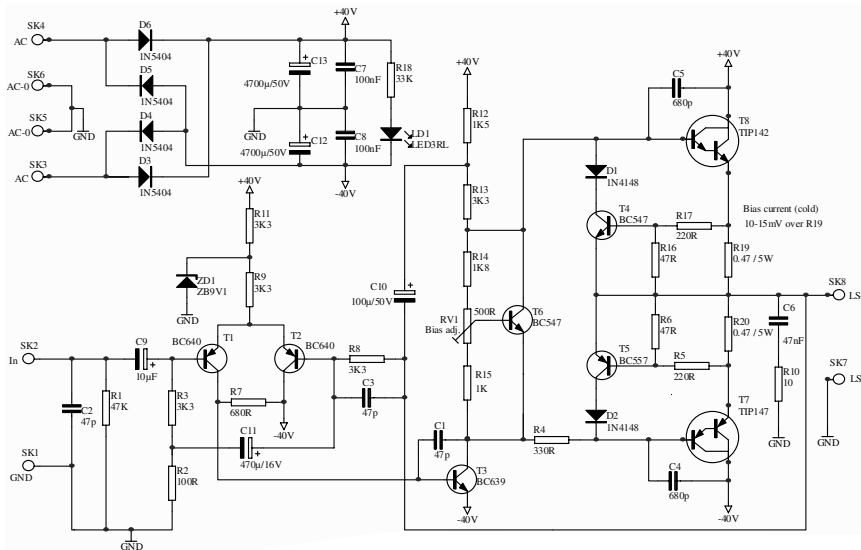 SK4
AC
D6
1N5404
SK6
AC-0
D5
1N5404
SK5
AC-0
GND
D4
1N5404
SK3
AC
D3
1N5404
+40V
C13
4700µ/50V
C7
100nF
R18
33K
GND
C12
4700µ/50V
C8
100nF
LD1
LED3RL
-40V
+40V
R12
1K5
R13
3K3
R14
1K8
RV1
500R
Bias adj.
R15
1K
T6
BC547
C5
680p
+40V
T8
TIP142
D1
1N4148
T4
BC547
R17
220R
Bias current (cold)
10-15mV over R19
R16
47R
R19
0.47 / 5W
SK8
LS
R6
47R
R20
0.47 / 5W
C6
47nF
T5
BC557
R5
220R
R10
10
SK7
LS
GND
GND
D2
1N4148
T7
TIP147
C4
680p
-40V
+40V
R11
3K3
ZD1
ZB9V1
GND
R9
3K3
C10
100µ/50V
SK2
In
C9
10µF
T1
BC640
T2
BC640
R8
3K3
C2
47p
R1
47K
R3
3K3
R7
680R
C3
47p
-40V
C11
470µ/16V
C1
47p
R4
330R
SK1
GND
R2
100R
T3
BC639
-40V
GND